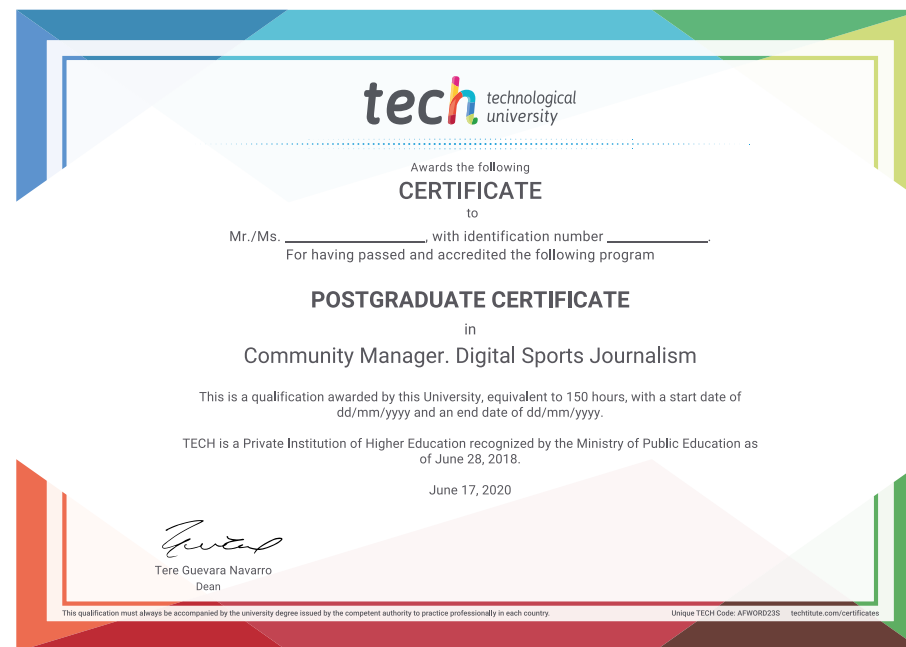 tech technological
university
Awards the following
CERTIFICATE
to
Mr./Ms. ____________________, with identification number ______________.
For having passed and accredited the following program
POSTGRADUATE CERTIFICATE
in
Community Manager. Digital Sports Journalism
This is a qualification awarded by this University, equivalent to 150 hours, with a start date of
dd/mm/yyyy and an end date of dd/mm/yyyy.
TECH is a Private Institution of Higher Education recognized by the Ministry of Public Education as
of June 28, 2018.
June 17, 2020
Tere Guevara Navarro
Dean
This qualification must always be accompanied by the university degree issued by the competent authority to practice professionally in each country.
Unique TECH Code: AFWORD23S techtitute.com/certificates